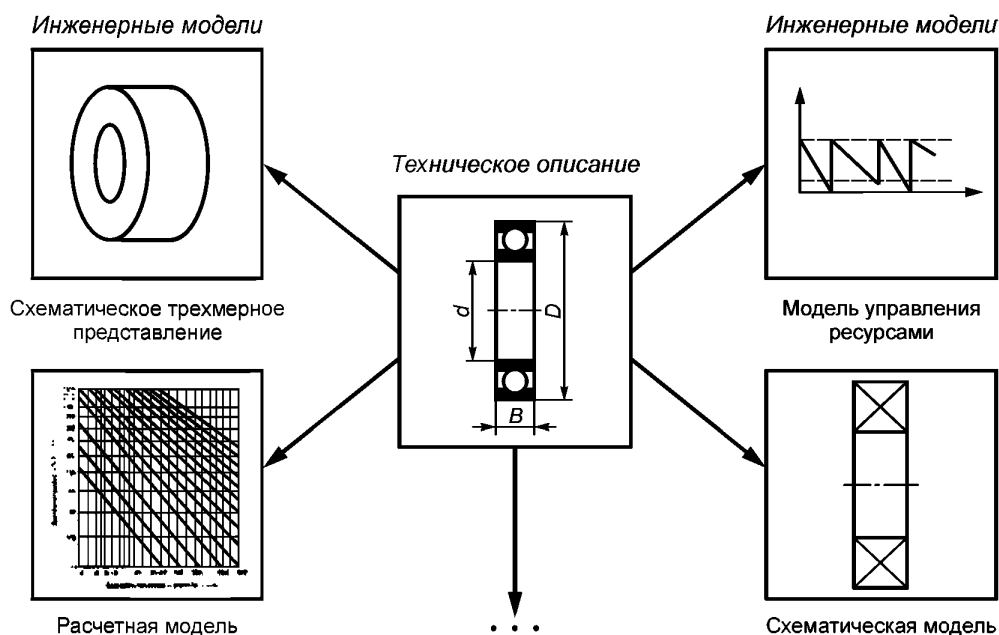 Инженерные модели
Инженерные модели
Техническое описание
d
D
B
Схематическое трехмерное
представление
Модель управления
ресурсами
Расчетная модель
. . .
Схематическая модель